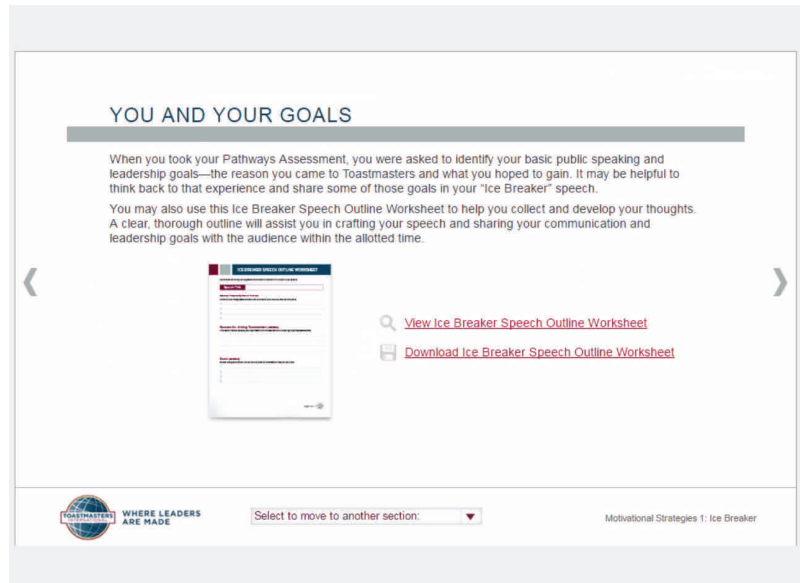 YOU AND YOUR GOALS
When you took your Pathways Assessment, you were asked to identify your basic public speaking and
leadership goals—the reason you came to Toastmasters and what you hoped to gain. It may be helpful to
think back to that experience and share some of those goals in your “Ice Breaker” speech.
You may also use this Ice Breaker Speech Outline Worksheet to help you collect and develop your thoughts.
A clear, thorough outline will assist you in crafting your speech and sharing your communication and
leadership goals with the audience within the allotted time.
ICE BREAKER SPEECH OUTLINE WORKSHEET
Speech Title
View Ice Breaker Speech Outline Worksheet
Download Ice Breaker Speech Outline Worksheet
TOASTMASTERS
INTERNATIONAL
WHERE LEADERS
ARE MADE
Select to move to another section:
Motivational Strategies 1: Ice Breaker